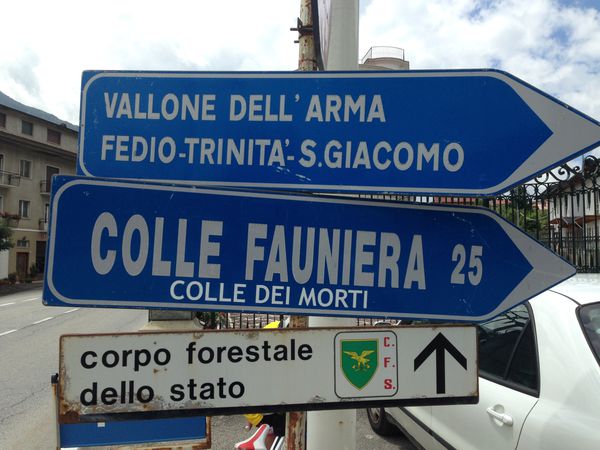 VALLONE DELL'ARMA
FEDIO-TRINITA'-S.GIACOMO
COLLE FAUNIERA 25
COLLE DEI MORTI
corpo forestale
dello stato
C.
F.
S.